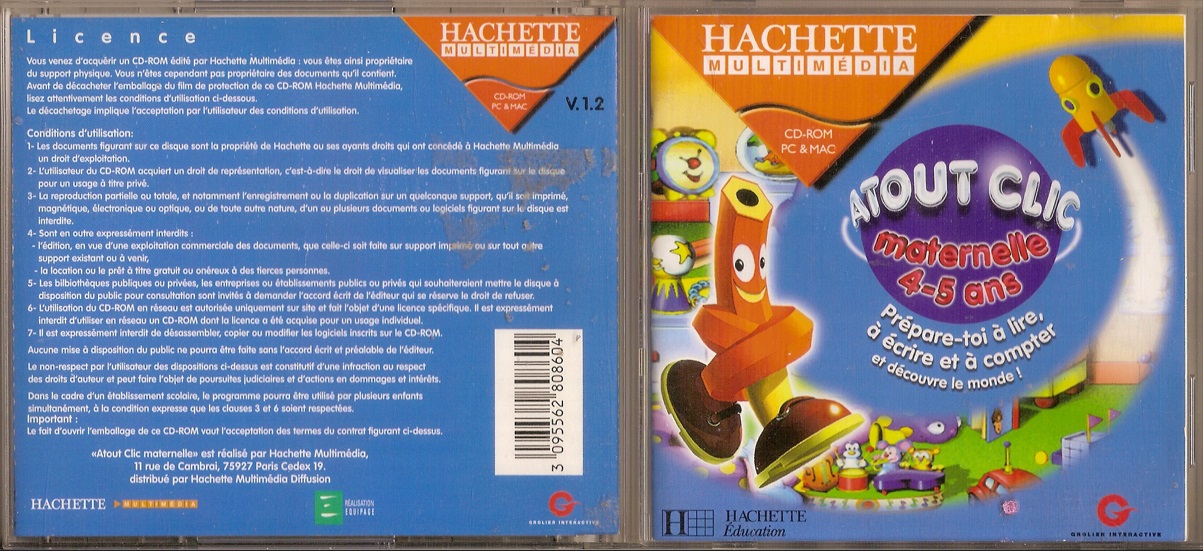 Licence
Vous venez d'acquérir un CD-ROM édité par Hachette Multimédia : vous êtes ainsi propriétaire
du support physique. Vous n'êtes cependant pas propriétaire des documents qu'il contient.
Avant de décacheter l'emballage du film de protection de ce CD-ROM Hachette Multimédia,
lisez attentivement les conditions d'utilisation ci-dessous.
Le décachetage implique l'acceptation par l'utilisateur des conditions d'utilisation.
HACHETTE
MULTIMÉDIA
CD-ROM
PC & MAC
V.1.2
Conditions d'utilisation:
1- Les documents figurant sur ce disque sont la propriété de Hachette ou ses ayants droits qui ont concédé à Hachette Multimédia
un droit d'exploitation.
2- L'utilisateur du CD-ROM acquiert un droit de représentation, c'est-à-dire le droit de visualiser les documents figurant sur le disque
pour un usage à titre privé.
3- La reproduction partielle ou totale, et notamment l'enregistrement ou la duplication sur un quelconque support, qu'il soit imprimé,
magnétique, électronique ou optique, ou de toute autre nature, d'un ou plusieurs documents ou logiciels figurant sur le disque est
interdite.
4- Sont en outre expressément interdits :
- l'édition, en vue d'une exploitation commerciale des documents, que celle-ci soit faite sur support imprimé ou sur tout autre
support existant ou à venir,
- la location ou le prêt à titre gratuit ou onéreux à des tierces personnes.
5- Les bilbiothèques publiques ou privées, les entreprises ou établissements publics ou privés qui souhaiteraient mettre le disque à
disposition du public pour consultation sont invités à demander l'accord écrit de l'éditeur qui se réserve le droit de refuser.
6- L'utilisation du CD-ROM en réseau est autorisée uniquement sur site et fait l'objet d'une licence spécifique. Il est expressément
interdit d'utiliser en réseau un CD-ROM dont la licence a été acquise pour un usage individuel.
7- Il est expressément interdit de désassembler, copier ou modifier les logiciels inscrits sur le CD-ROM.
Aucune mise à disposition du public ne pourra être faite sans l'accord écrit et préalable de l'éditeur.
Le non-respect par l'utilisateur des dispositions ci-dessus est constitutif d'une infraction au respect
des droits d'auteur et peut faire l'objet de poursuites judiciaires et d'actions en dommages et intérêts.
Dans le cadre d'un établissement scolaire, le programme pourra être utilisé par plusieurs enfants
simultanément, à la condition expresse que les clauses 3 et 6 soient respectées.
Important :
Le fait d'ouvrir l'emballage de ce CD-ROM vaut l'acceptation des termes du contrat figurant ci-dessus.
«Atout Clic maternelle» est réalisé par Hachette Multimédia,
11 rue de Cambrai, 75927 Paris Cedex 19.
distribué par Hachette Multimédia Diffusion
HACHETTE MULTIMÉDIA
RÉALISATION
EQUIPAGE
GROLIER INTERACTIVE
3 095562 808604
HACHETTE
MULTIMÉDIA
CD-ROM
PC & MAC
ATOUT CLIC
maternelle
4-5 ans
Prépare-toi à lire,
à écrire et à compter
et découvre le monde !
H HACHETTE
Éducation
GROLIER INTERACTIVE